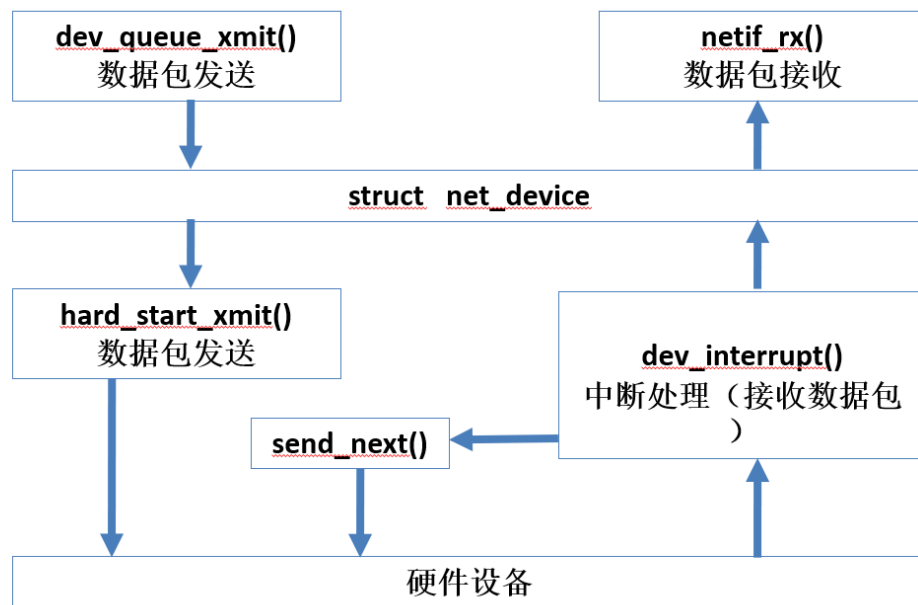 dev_queue_xmit()
数据包发送
netif_rx()
数据包接收
struct net_device
hard_start_xmit()
数据包发送
dev_interrupt()
中断处理（接收数据包
）
send_next()
硬件设备